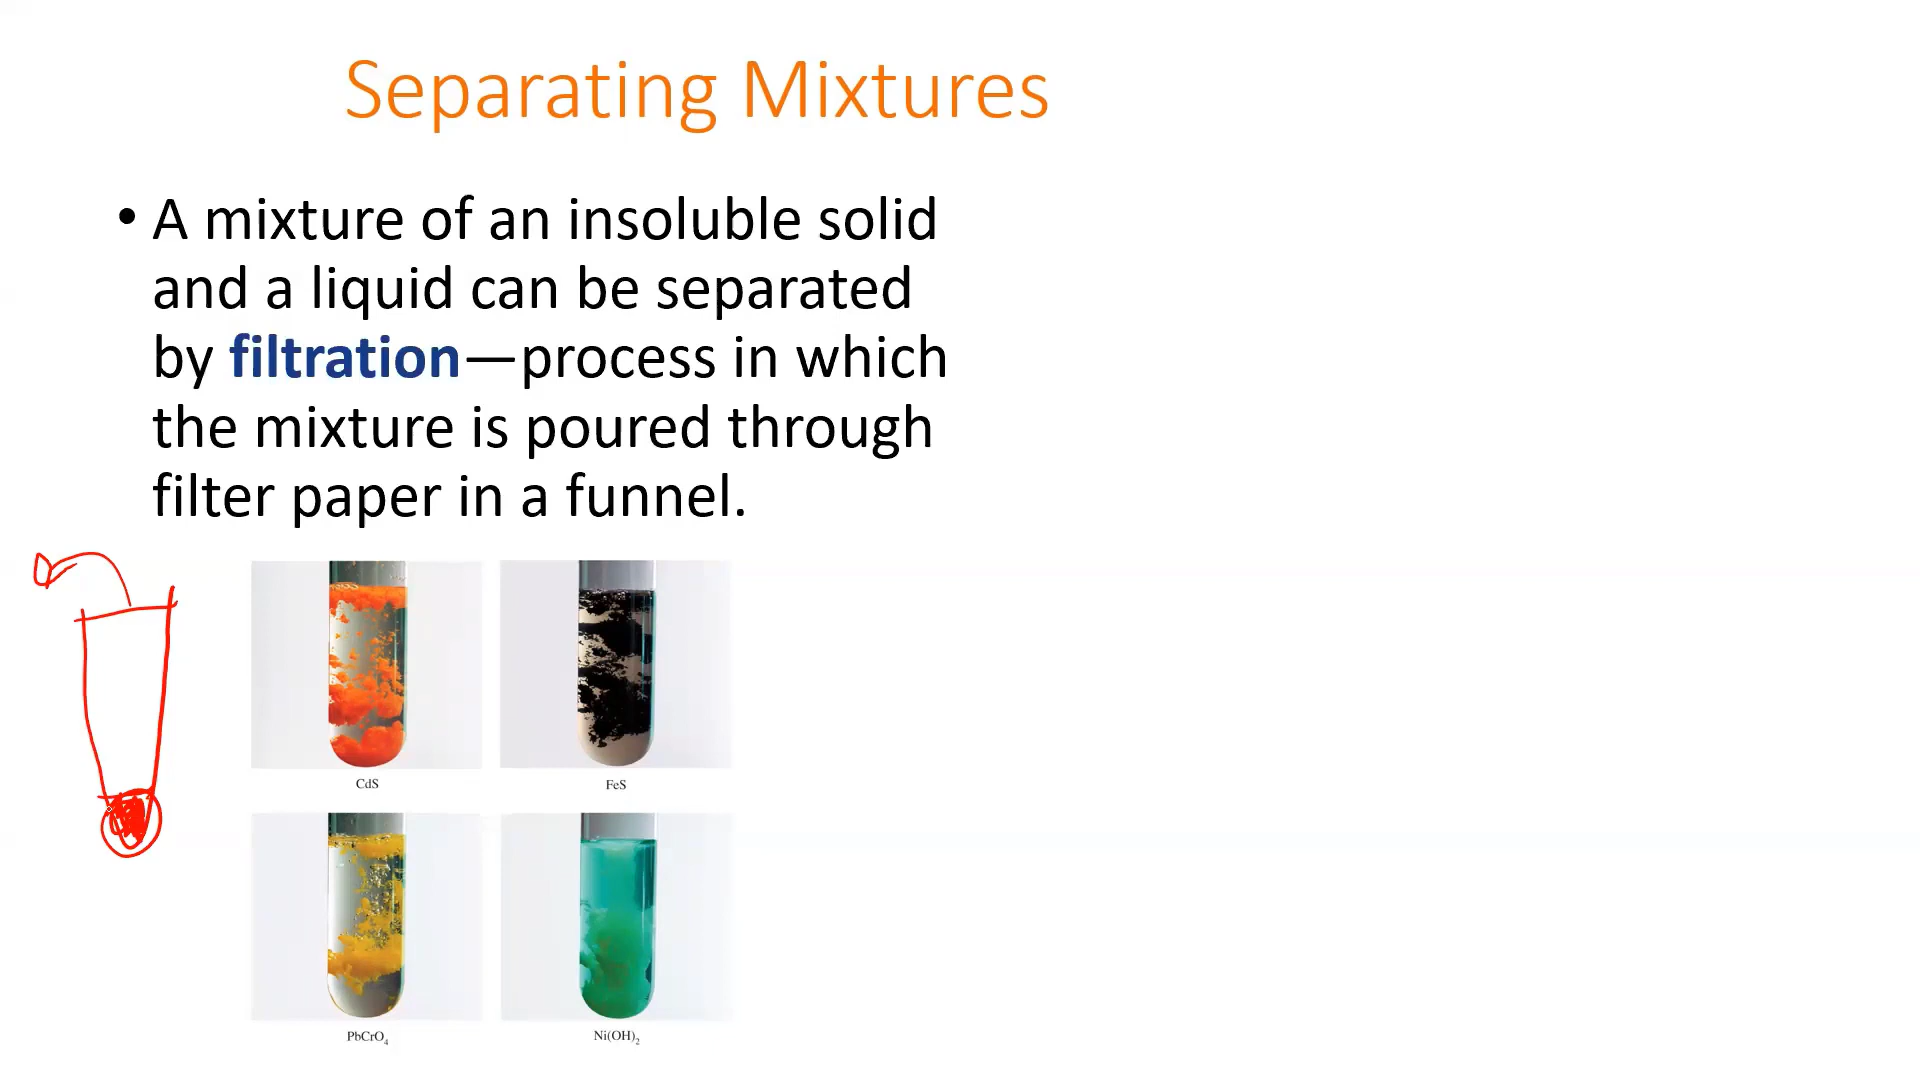 Separating Mixtures
• A mixture of an insoluble solid
and a liquid can be separated
by filtration—process in which
the mixture is poured through
filter paper in a funnel.
CdS
FeS
PbCrO₄
Ni(OH)₂